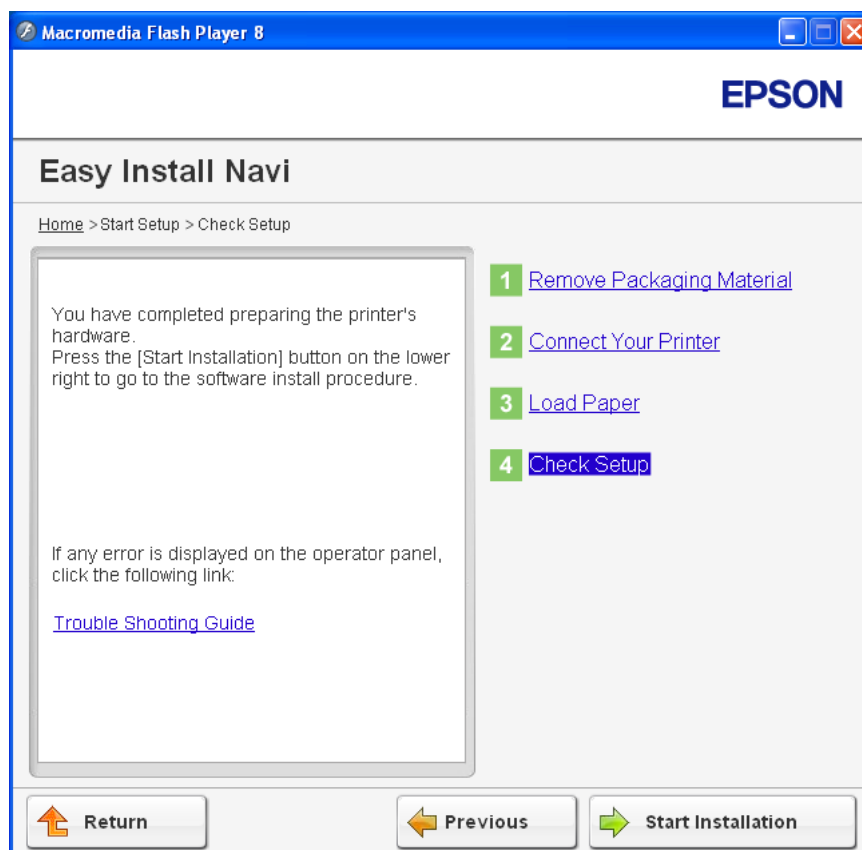 Macromedia Flash Player 8
EPSON
Easy Install Navi
Home > Start Setup > Check Setup
You have completed preparing the printer's
hardware.
Press the [Start Installation] button on the lower
right to go to the software install procedure.
If any error is displayed on the operator panel,
click the following link:
Trouble Shooting Guide
1 Remove Packaging Material
2 Connect Your Printer
3 Load Paper
4 Check Setup
Return
Previous
Start Installation